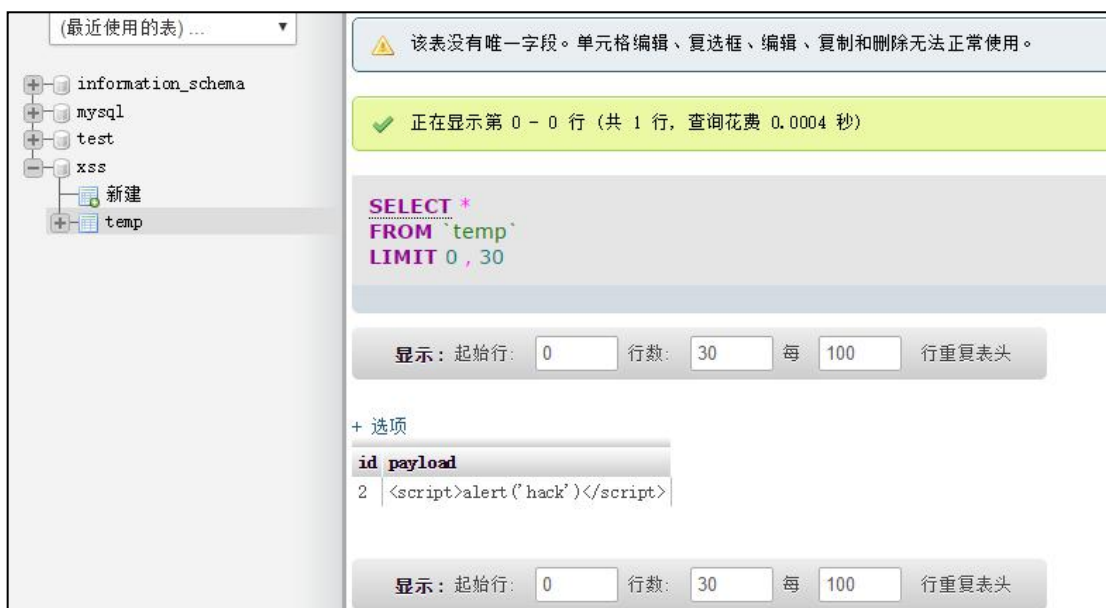 (最近使用的表) ...
information_schema
mysql
test
xss
新建
temp
该表没有唯一字段。单元格编辑、复选框、编辑、复制和删除无法正常使用。
正在显示第 0 - 0 行 (共 1 行, 查询花费 0.0004 秒)
SELECT *
FROM `temp`
LIMIT 0 , 30
显示: 起始行: 0 行数: 30 每 100 行重复表头
+ 选项
id payload
2 <script>alert('hack')</script>
显示: 起始行: 0 行数: 30 每 100 行重复表头